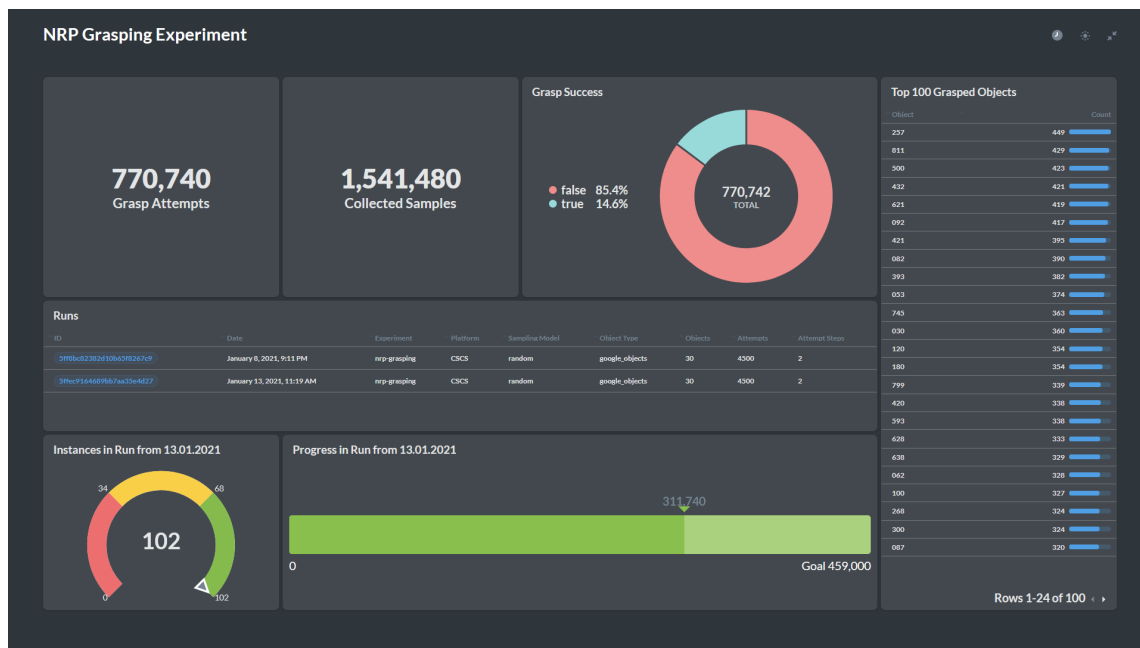 NRP Grasping Experiment
770,740
Grasp Attempts
1,541,480
Collected Samples
Grasp Success
false 85.4%
true 14.6%
770,742
TOTAL
Top 100 Grasped Objects
Object Count
257 449
811 429
500 423
432 421
621 419
092 417
421 395
082 390
393 382
053 374
745 363
030 360
120 354
180 354
799 339
420 338
593 338
628 333
638 329
062 328
100 327
268 324
300 324
087 320
Rows 1-24 of 100
Runs
ID Date Experiment Platform Sampling Model Object Type Objects Attempts Attempt Steps
5ff8bc82382d10b65f8267c9 January 8, 2021, 9:11 PM nrp-grasping CSCS random google_objects 30 4500 2
5ffec9164689bb7aa35e4d27 January 13, 2021, 11:19 AM nrp-grasping CSCS random google_objects 30 4500 2
Instances in Run from 13.01.2021
34 68
102
0 102
Progress in Run from 13.01.2021
311,740
0 Goal 459,000